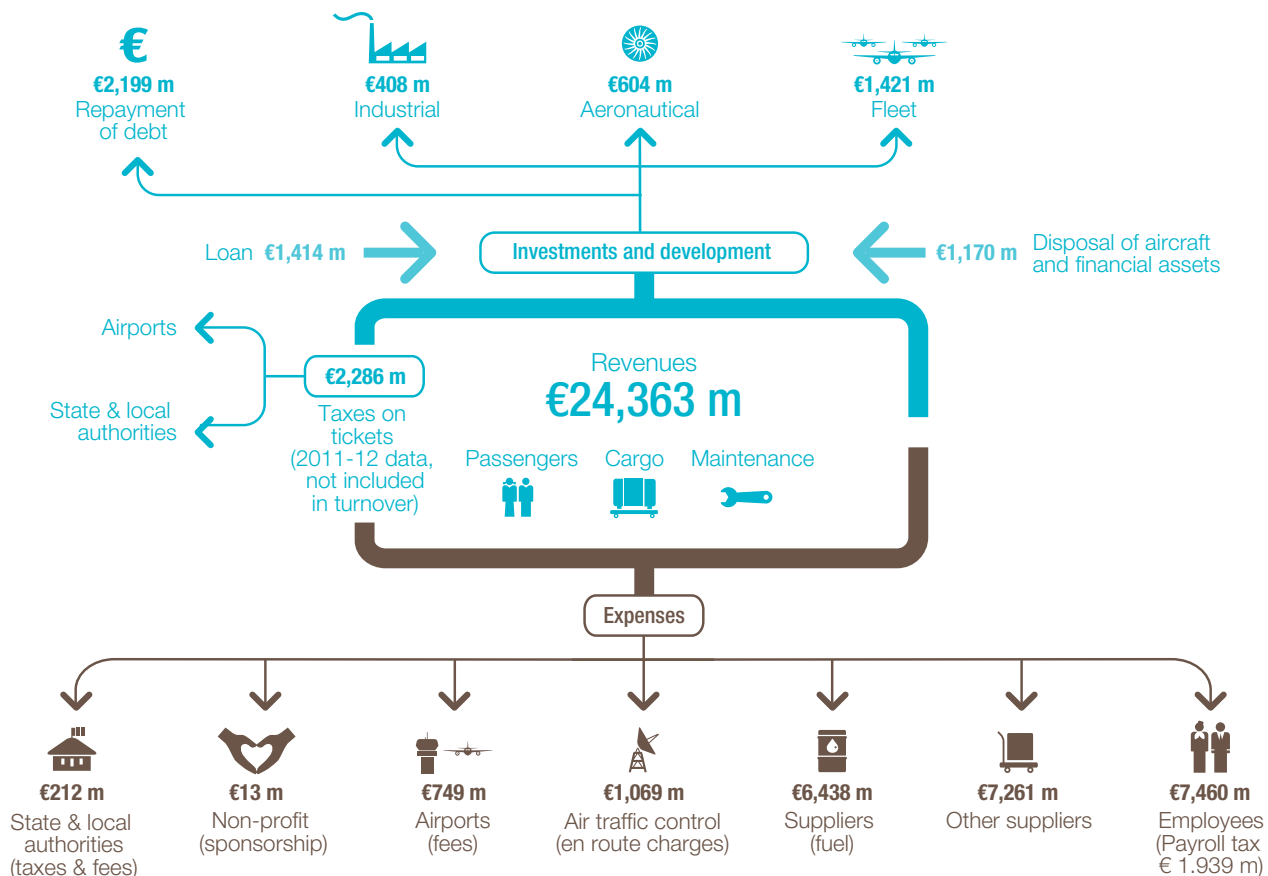 €
€2,199 m
Repayment
of debt
€408 m
Industrial
€604 m
Aeronautical
€1,421 m
Fleet
Loan €1,414 m
Investments and development
€1,170 m
Disposal of aircraft
and financial assets
Airports
State & local
authorities
€2,286 m
Taxes on
tickets
(2011-12 data,
not included
in turnover)
Revenues
€24,363 m
Passengers
Cargo
Maintenance
Expenses
€212 m
State & local
authorities
(taxes & fees)
€13 m
Non-profit
(sponsorship)
€749 m
Airports
(fees)
€1,069 m
Air traffic control
(en route charges)
€6,438 m
Suppliers
(fuel)
€7,261 m
Other suppliers
€7,460 m
Employees
(Payroll tax
€ 1.939 m)